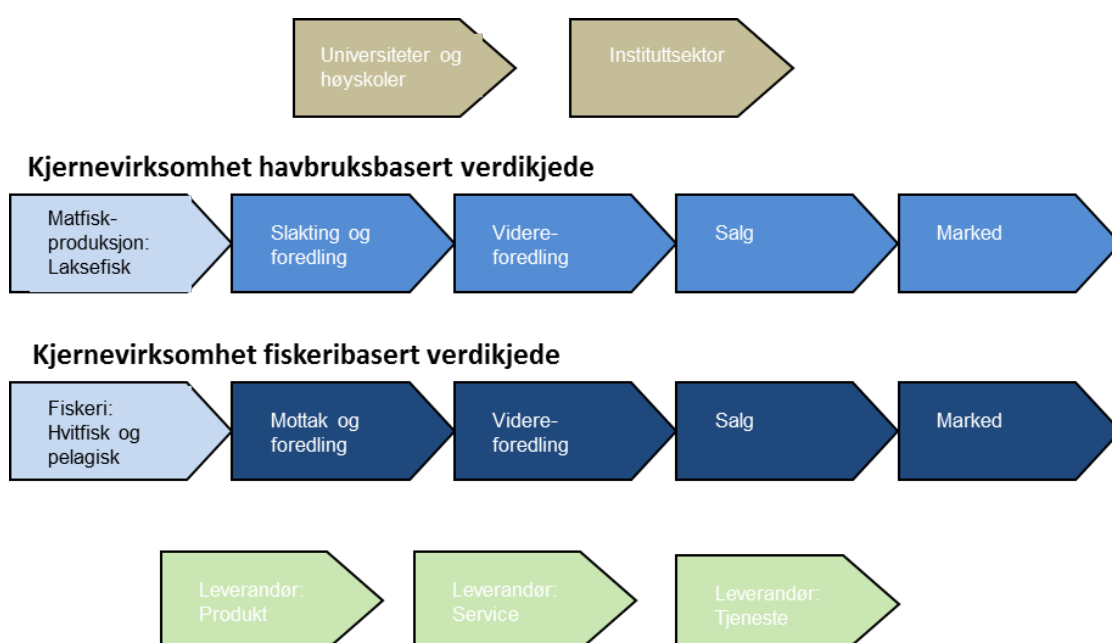 Universiteter og
høyskoler
Instituttsektor
Kjernevirksomhet havbruksbasert verdikjede
Matfisk-
produksjon:
Laksefisk
Slakting og
foredling
Videre-
foredling
Salg
Marked
Kjernevirksomhet fiskeribasert verdikjede
Fiskeri:
Hvitfisk og
pelagisk
Mottak og
foredling
Videre-
foredling
Salg
Marked
Leverandør:
Produkt
Leverandør:
Service
Leverandør:
Tjeneste